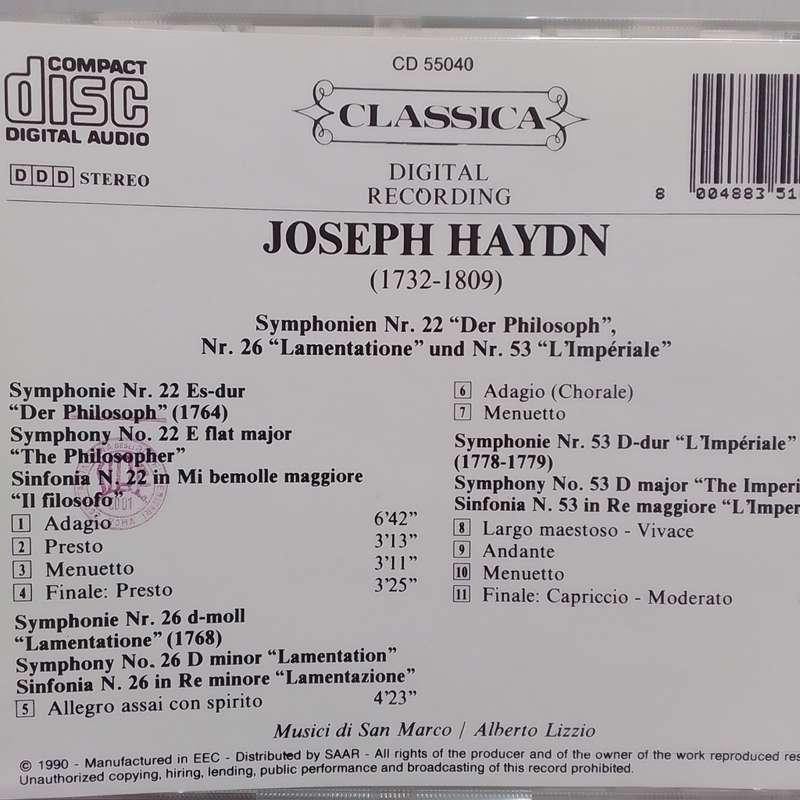 COMPACT
disc
DIGITAL AUDIO
DDD STEREO
CD 55040
CLASSICA
DIGITAL
RECORDING
8 004883 51
JOSEPH HAYDN
(1732-1809)
Symphonien Nr. 22 “Der Philosoph”,
Nr. 26 “Lamentatione” und Nr. 53 “L'Impériale”
Symphonie Nr. 22 Es-dur
“Der Philosoph” (1764)
Symphony No. 22 E flat major
“The Philosopher”
Sinfonia N. 22 in Mi bemolle maggiore
“Il filosofo”
1 Adagio 6'42”
2 Presto 3'13”
3 Menuetto 3'11”
4 Finale: Presto 3'25”
Symphonie Nr. 26 d-moll
“Lamentatione” (1768)
Symphony No. 26 D minor “Lamentation”
Sinfonia N. 26 in Re minore “Lamentazione”
5 Allegro assai con spirito 4'23”
6 Adagio (Chorale)
7 Menuetto
Symphonie Nr. 53 D-dur “L'Impériale”
(1778-1779)
Symphony No. 53 D major “The Imperi
Sinfonia N. 53 in Re maggiore “L'Imper
8 Largo maestoso - Vivace
9 Andante
10 Menuetto
11 Finale: Capriccio - Moderato
Musici di San Marco / Alberto Lizzio
© 1990 - Manufactured in EEC - Distributed by SAAR - All rights of the producer and of the owner of the work reproduced res
Unauthorized copying, hiring, lending, public performance and broadcasting of this record prohibited.